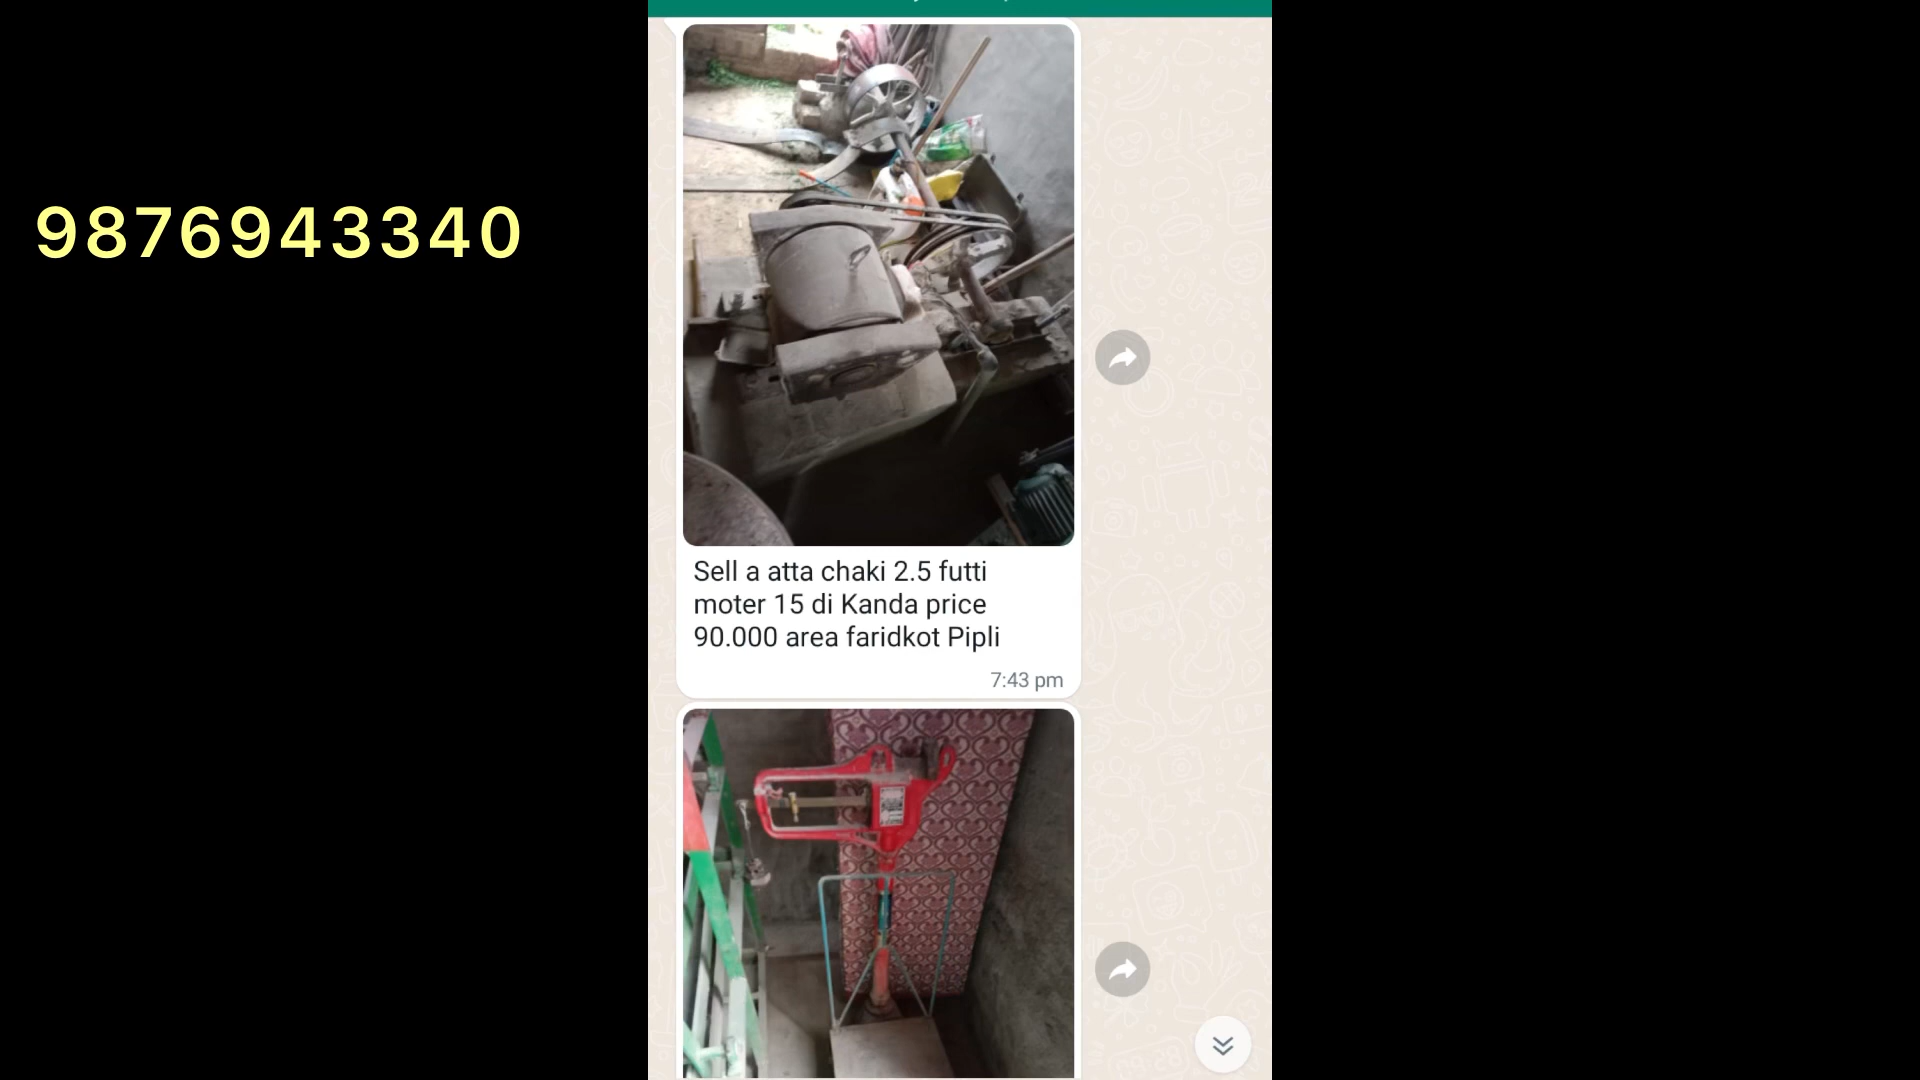 9876943340
Sell a atta chaki 2.5 futti
moter 15 di Kanda price
90.000 area faridkot Pipli
7:43 pm